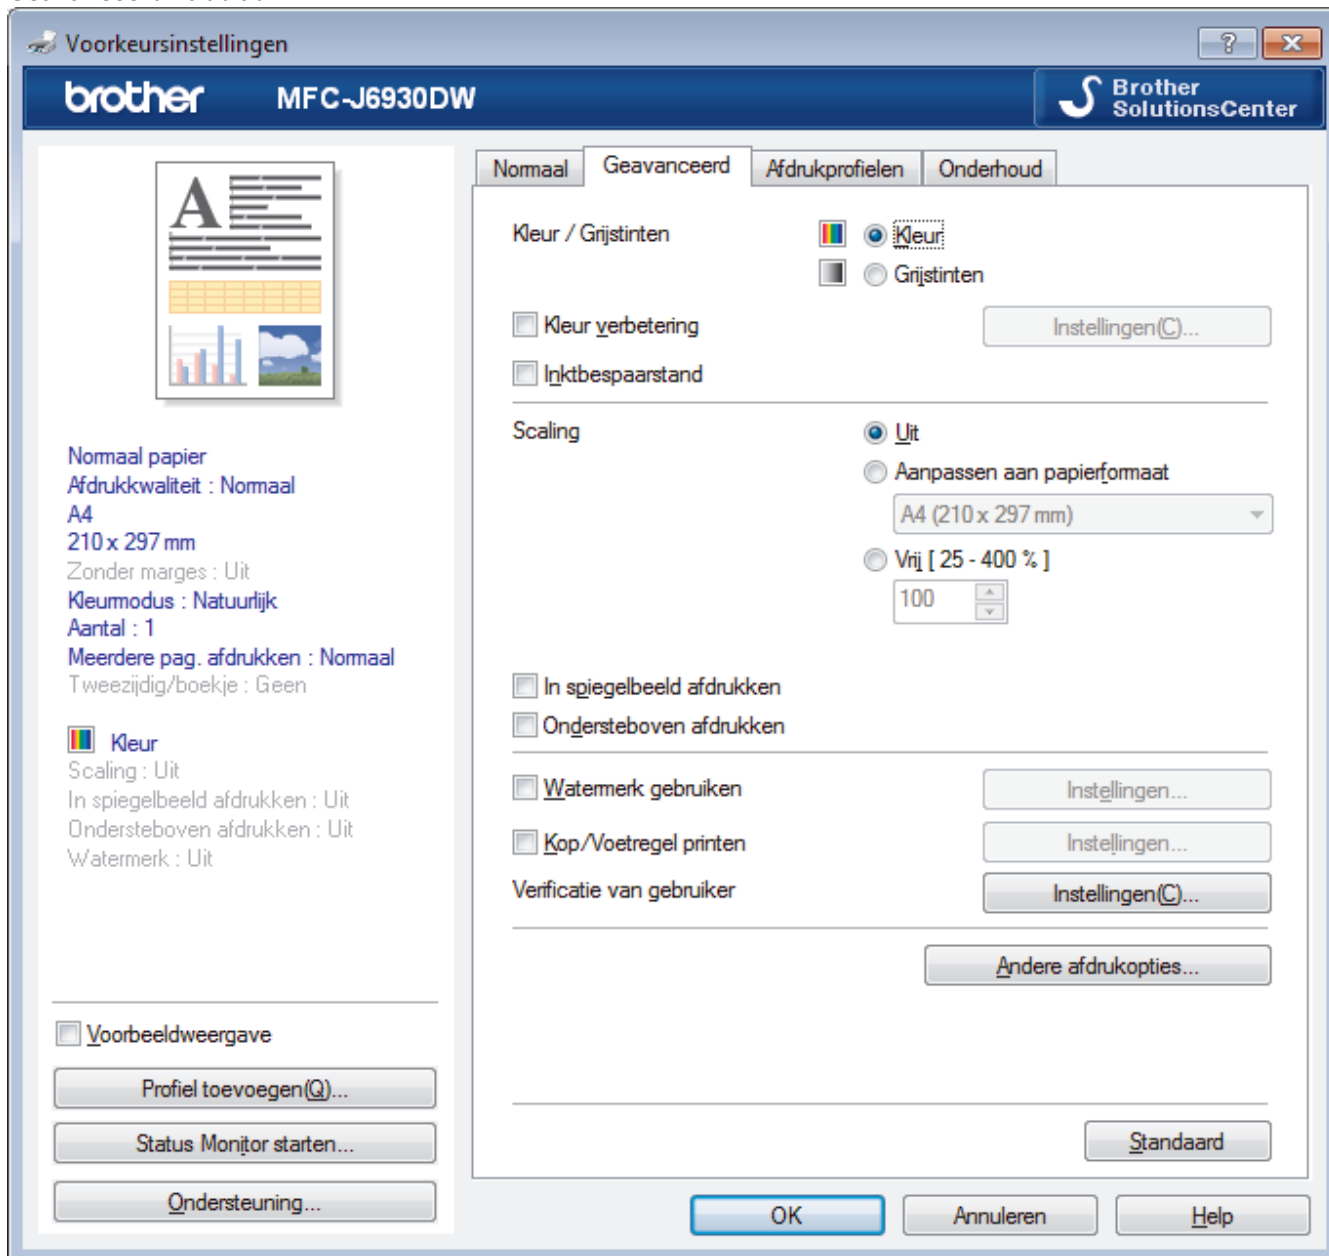 Voorkeursinstellingen
?
brother MFC-J6930DW
Brother
SolutionsCenter
A
Normaal papier
Afdrukkwaliteit : Normaal
A4
210 x 297 mm
Zonder marges : Uit
Kleurmodus : Natuurlijk
Aantal : 1
Meerdere pag. afdrukken : Normaal
Tweezijdig/boekje : Geen
Kleur
Scaling : Uit
In spiegelbeeld afdrukken : Uit
Ondersteboven afdrukken : Uit
Watermerk : Uit
Voorbeeldweergave
Profiel toevoegen(Q)...
Status Monitor starten...
Ondersteuning...
Normaal Geavanceerd Afdrukprofielen Onderhoud
Kleur / Grijstinten Kleur
Grijstinten
Kleur verbetering Instellingen(C)...
Inktbespaarstand
Scaling Uit
Aanpassen aan papierformaat
A4 (210 x 297 mm)
Vrij [ 25 - 400 % ]
100
In spiegelbeeld afdrukken
Ondersteboven afdrukken
Watermerk gebruiken Instellingen...
Kop/Voetregel printen Instellingen...
Verificatie van gebruiker Instellingen(C)...
Andere afdrukopties...
Standaard
OK Annuleren Help